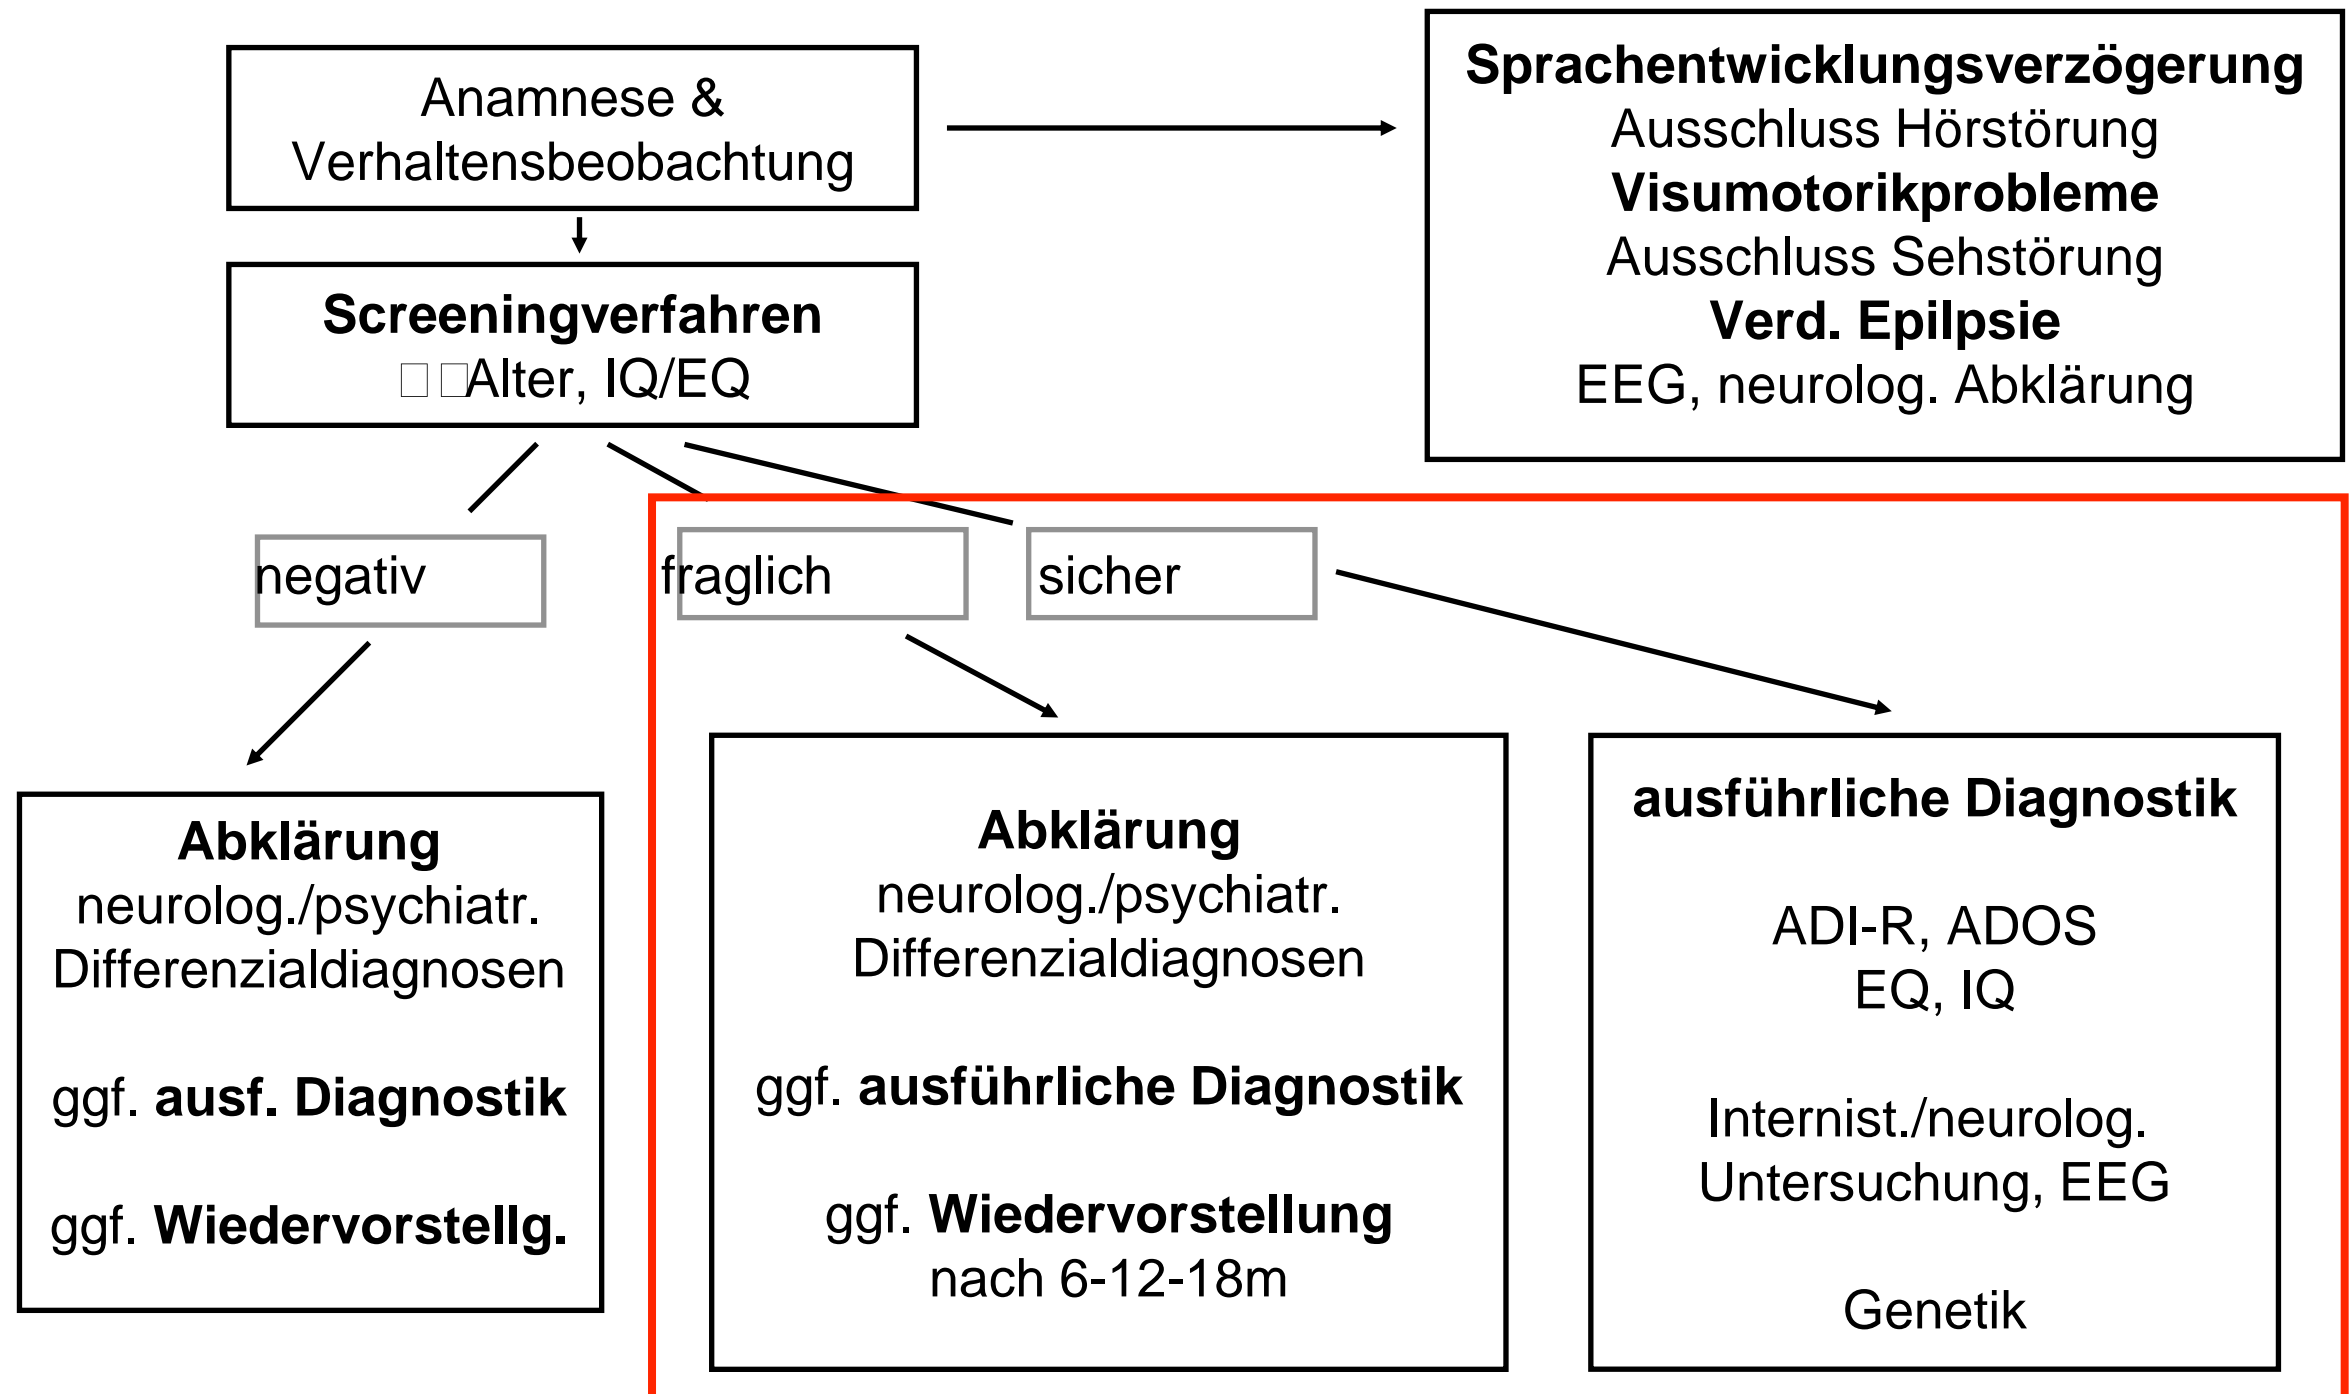 Anamnese &
Verhaltensbeobachtung
Sprachentwicklungsverzögerung
Ausschluss Hörstörung
Visumotorikprobleme
Ausschluss Sehstörung
Verd. Epilpsie
EEG, neurolog. Abklärung
Screeningverfahren
Alter, IQ/EQ
negativ
fraglich
sicher
Abklärung
neurolog./psychiatr.
Differenzialdiagnosen
ggf. ausf. Diagnostik
ggf. Wiedervorstellg.
Abklärung
neurolog./psychiatr.
Differenzialdiagnosen
ggf. ausführliche Diagnostik
ggf. Wiedervorstellung
nach 6-12-18m
ausführliche Diagnostik
ADI-R, ADOS
EQ, IQ
Internist./neurolog.
Untersuchung, EEG
Genetik